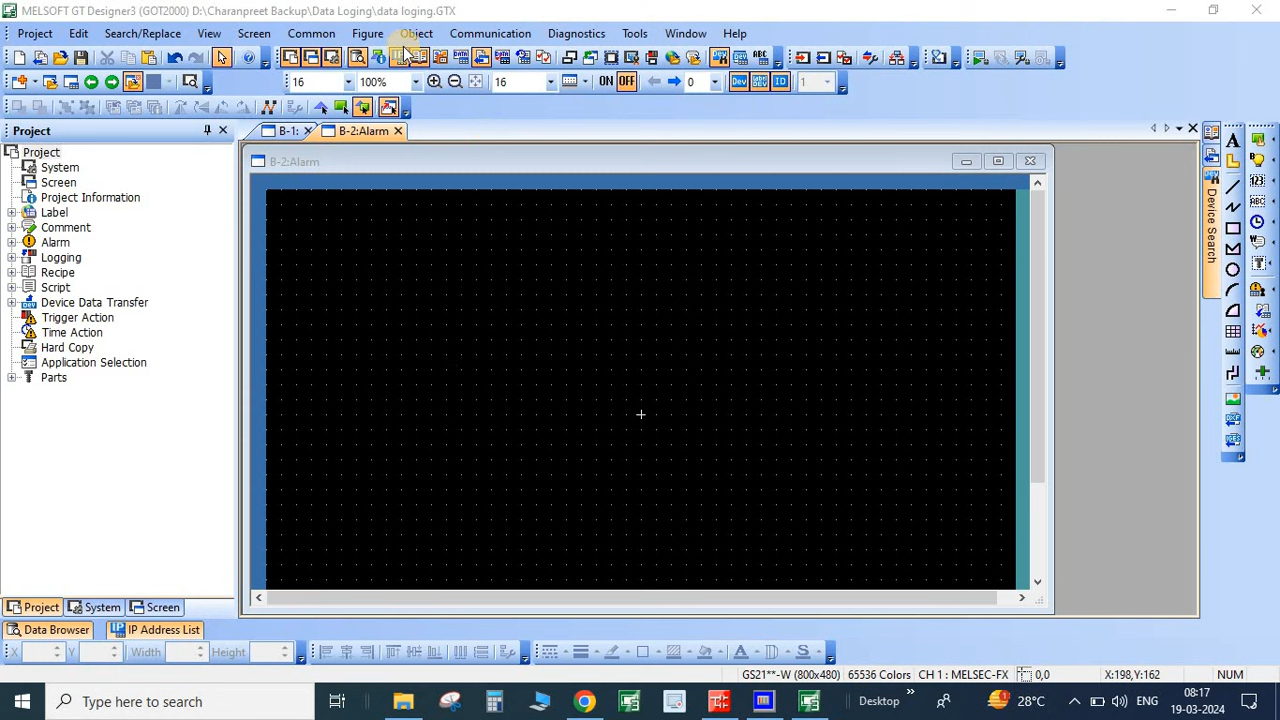 MELSOFT GT Designer3 (GOT2000) D:\Charanpreet Backup\Data Loging\data loging.GTX
Project Edit Search/Replace View Screen Common Figure Object Communication Diagnostics Tools Window Help
16 100% 16 ON OFF 0 Dev ID 1
Project
B-1: B-2:Alarm
Project
B-2:Alarm
System
Screen
Project Information
Label
Comment
Alarm
Logging
Recipe
Script
Device Data Transfer
Trigger Action
Time Action
Hard Copy
Application Selection
Parts
Device Search
Project System Screen
Data Browser IP Address List
X Y Width Height
GS21**-W (800x480) 65536 Colors CH 1 : MELSEC-FX 0,0 X:198,Y:162 NUM
Type here to search
Desktop
28°C
ENG
08:17
19-03-2024